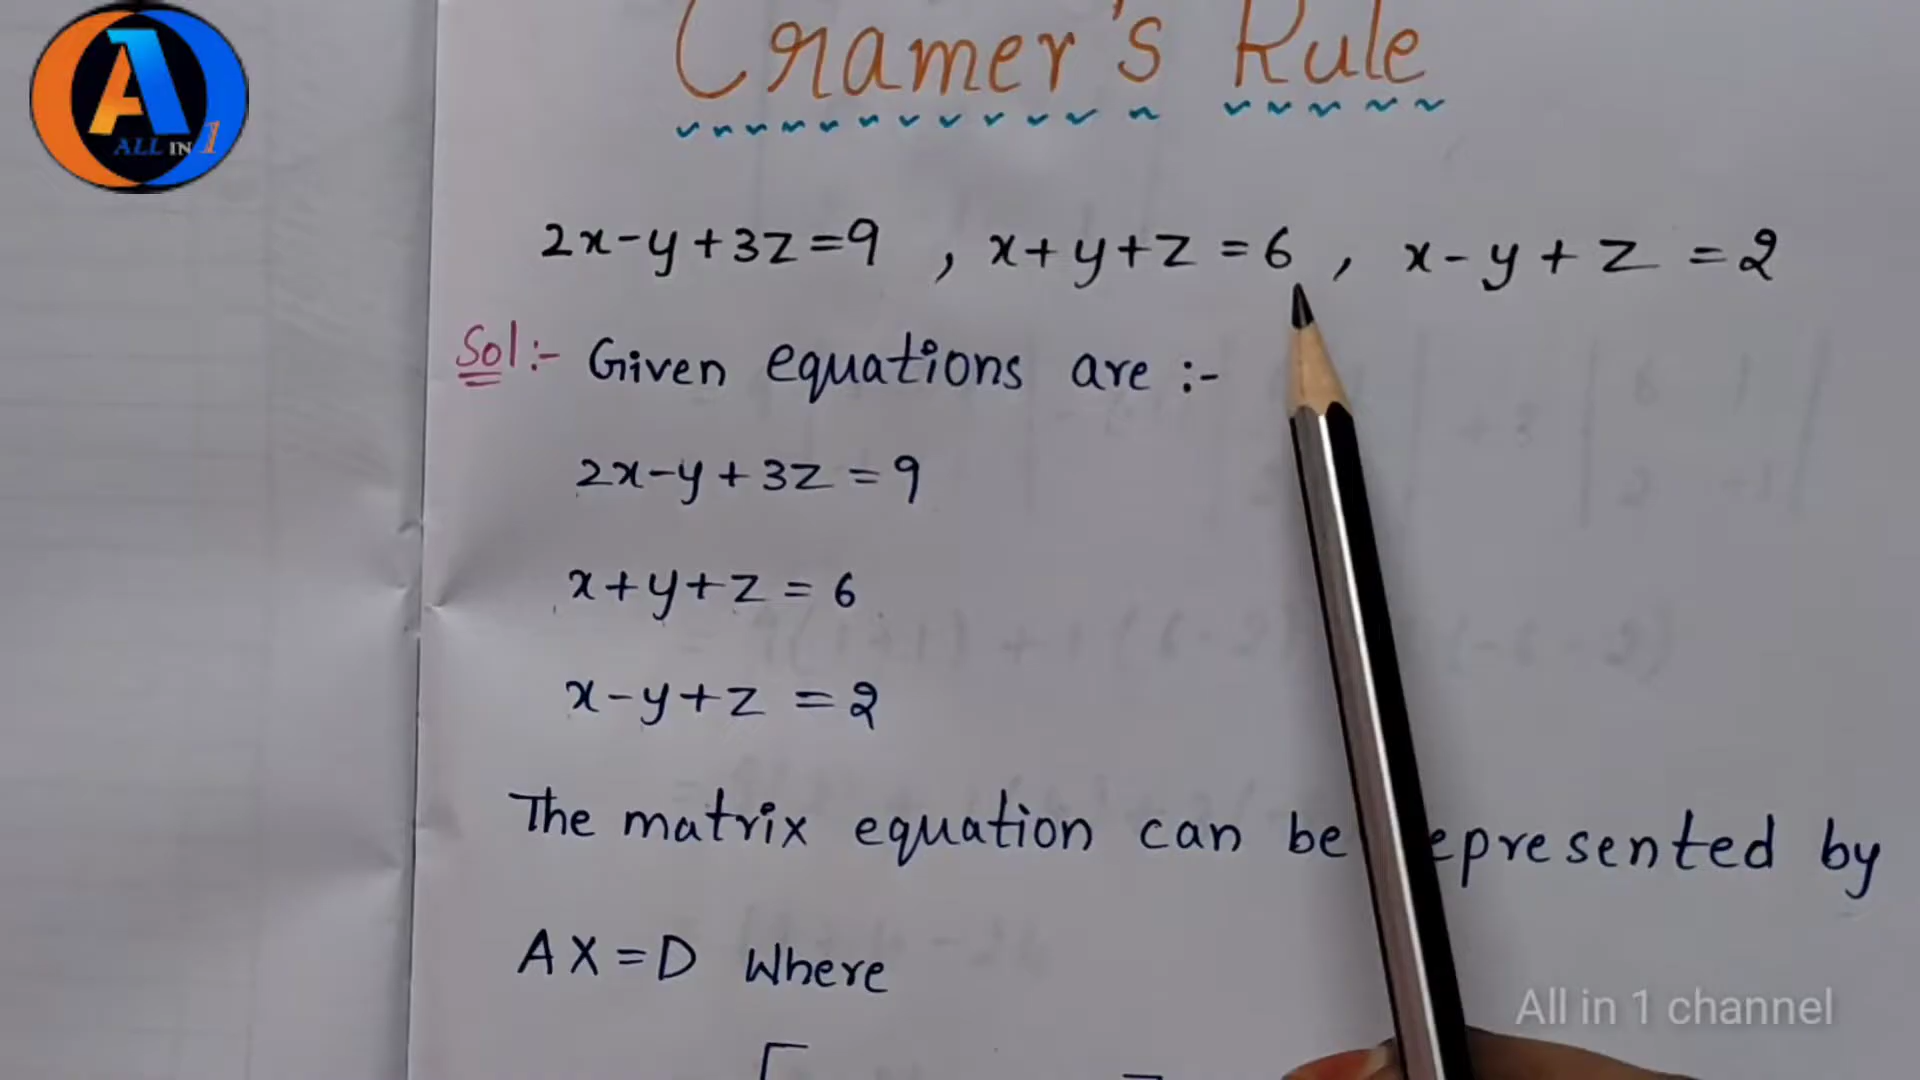 Cramer's Rule
A
ALL IN 1
2x-y+3z=9 , x+y+z=6 , x-y+z=2
Sol:- Given equations are :-
2x-y+3z=9
x+y+z=6
x-y+z=2
The matrix equation can be epresented by
AX=D Where
All in 1 channel